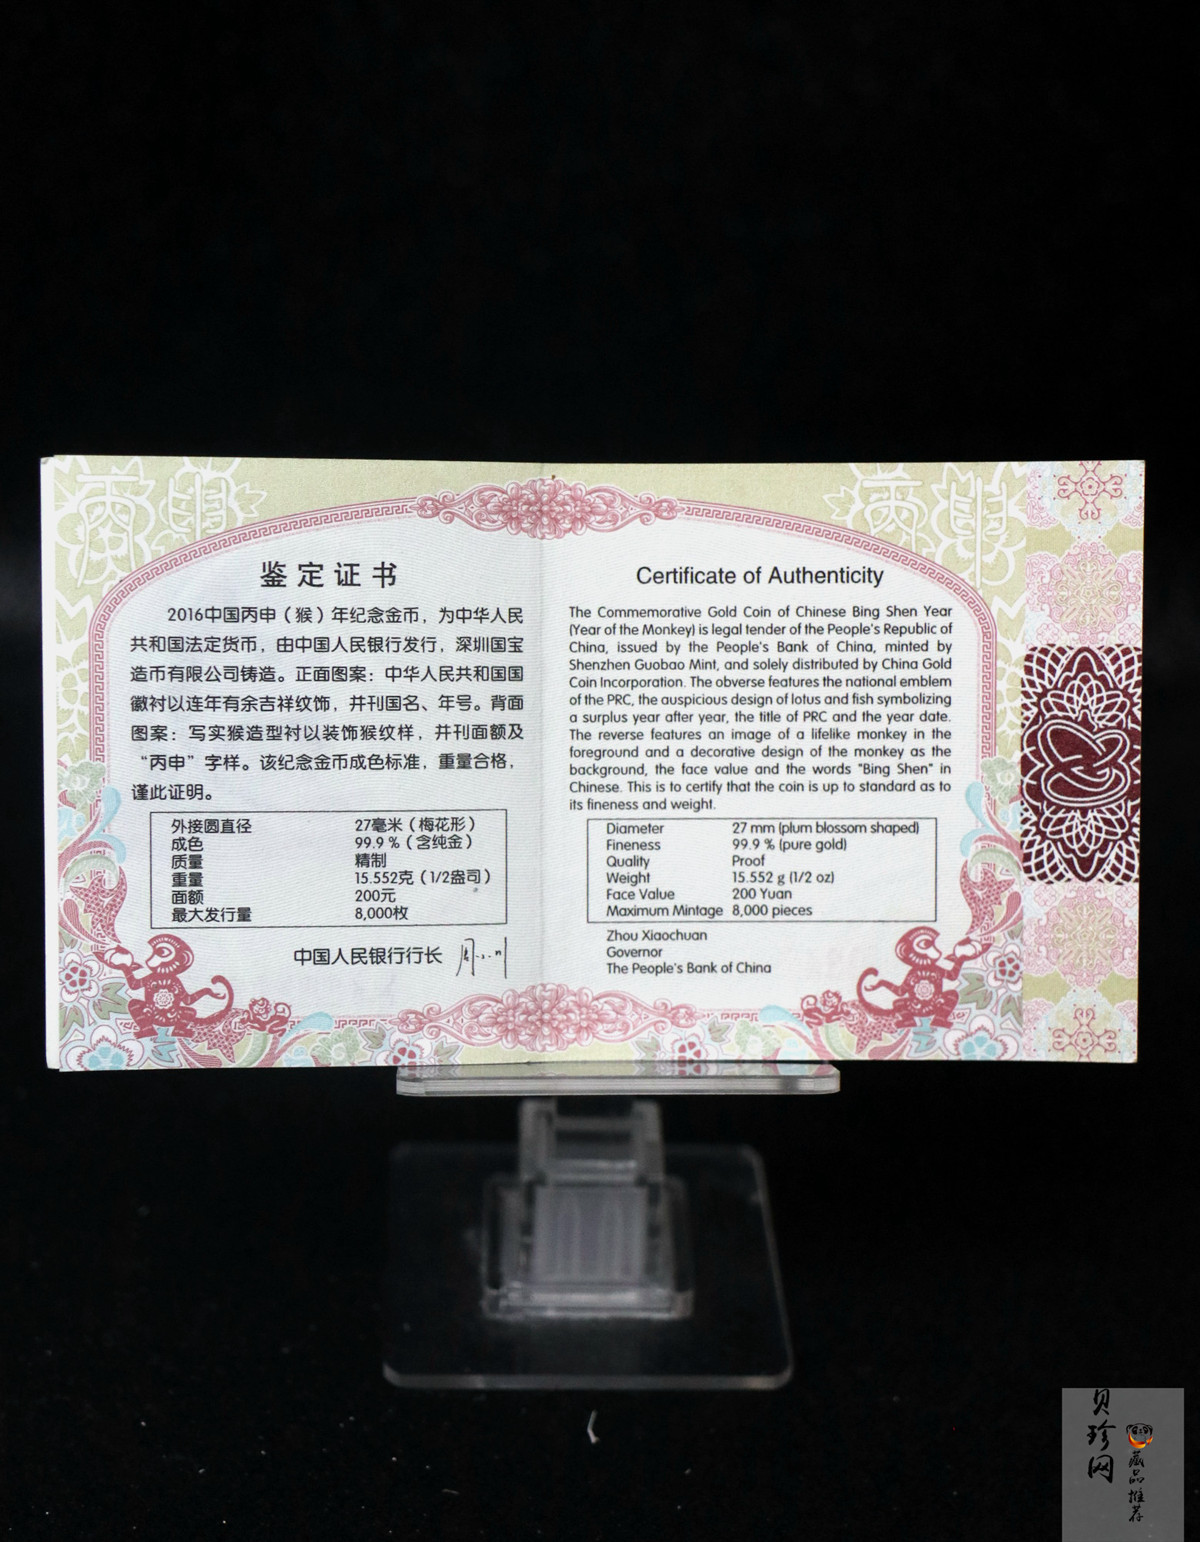 鉴定证书
2016中国丙申（猴）年纪念金币，为中华人民
共和国法定货币，由中国人民银行发行，深圳国宝
造币有限公司铸造。正面图案：中华人民共和国国
徽衬以连年有余吉祥纹饰，并刊国名、年号。背面
图案：写实猴造型衬以装饰猴纹样，并刊面额及
“丙申”字样。该纪念金币成色标准，重量合格，
谨此证明。
外接圆直径 27毫米（梅花形）
成色 99.9 %（含纯金）
质量 精制
重量 15.552克（1/2盎司）
面额 200元
最大发行量 8,000枚
中国人民银行行长 周小川
Certificate of Authenticity
The Commemorative Gold Coin of Chinese Bing Shen Year
(Year of the Monkey) is legal tender of the People's Republic of
China, issued by the People's Bank of China, minted by
Shenzhen Guobao Mint, and solely distributed by China Gold
Coin Incorporation. The obverse features the national emblem
of the PRC, the auspicious design of lotus and fish symbolizing
a surplus year after year, the title of PRC and the year date.
The reverse features an image of a lifelike monkey in the
foreground and a decorative design of the monkey as the
background, the face value and the words "Bing Shen" in
Chinese. This is to certify that the coin is up to standard as to
its fineness and weight.
Diameter 27 mm (plum blossom shaped)
Fineness 99.9 % (pure gold)
Quality Proof
Weight 15.552 g (1/2 oz)
Face Value 200 Yuan
Maximum Mintage 8,000 pieces
Zhou Xiaochuan
Governor
The People's Bank of China
贝珍网
藏品推荐